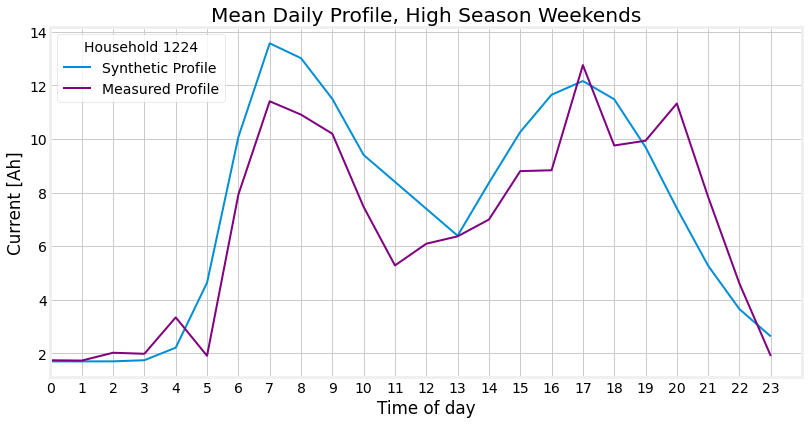 Mean Daily Profile, High Season Weekends
Household 1224
Synthetic Profile
Measured Profile
Current [Ah]
14
12
10
8
6
4
2
0 1 2 3 4 5 6 7 8 9 10 11 12 13 14 15 16 17 18 19 20 21 22 23
Time of day